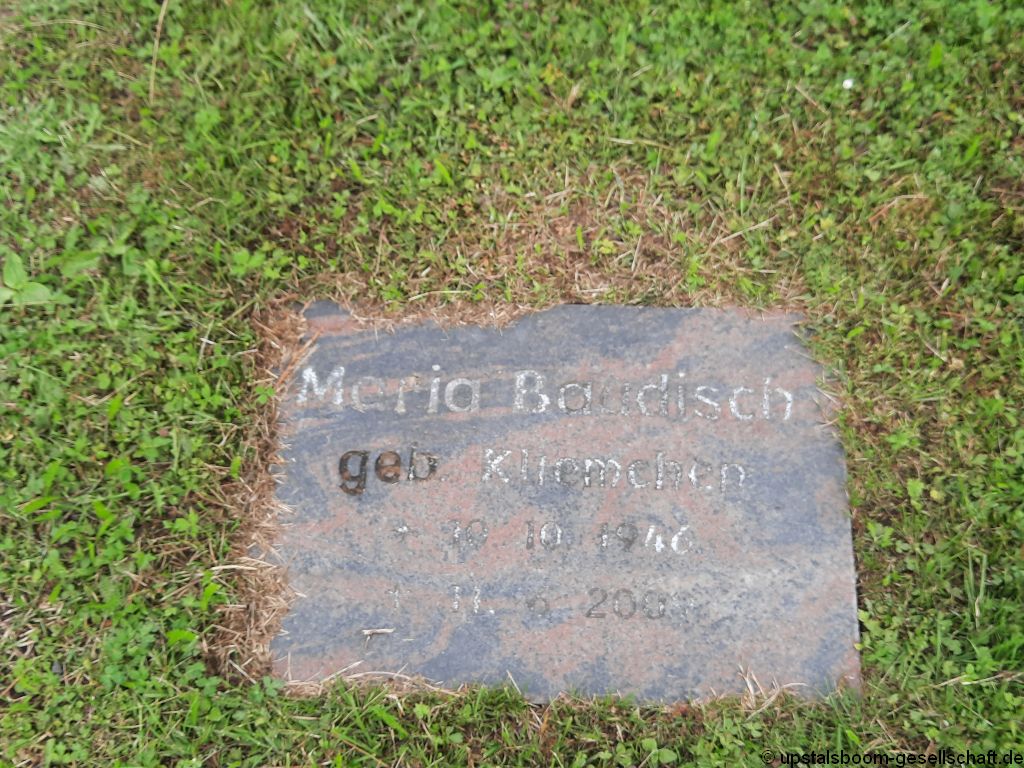 Meria Baudisch
geb. Kliemchen
* 10. 10. 1946
† 11. 6.
© upstalsboom-gesellschaft.de